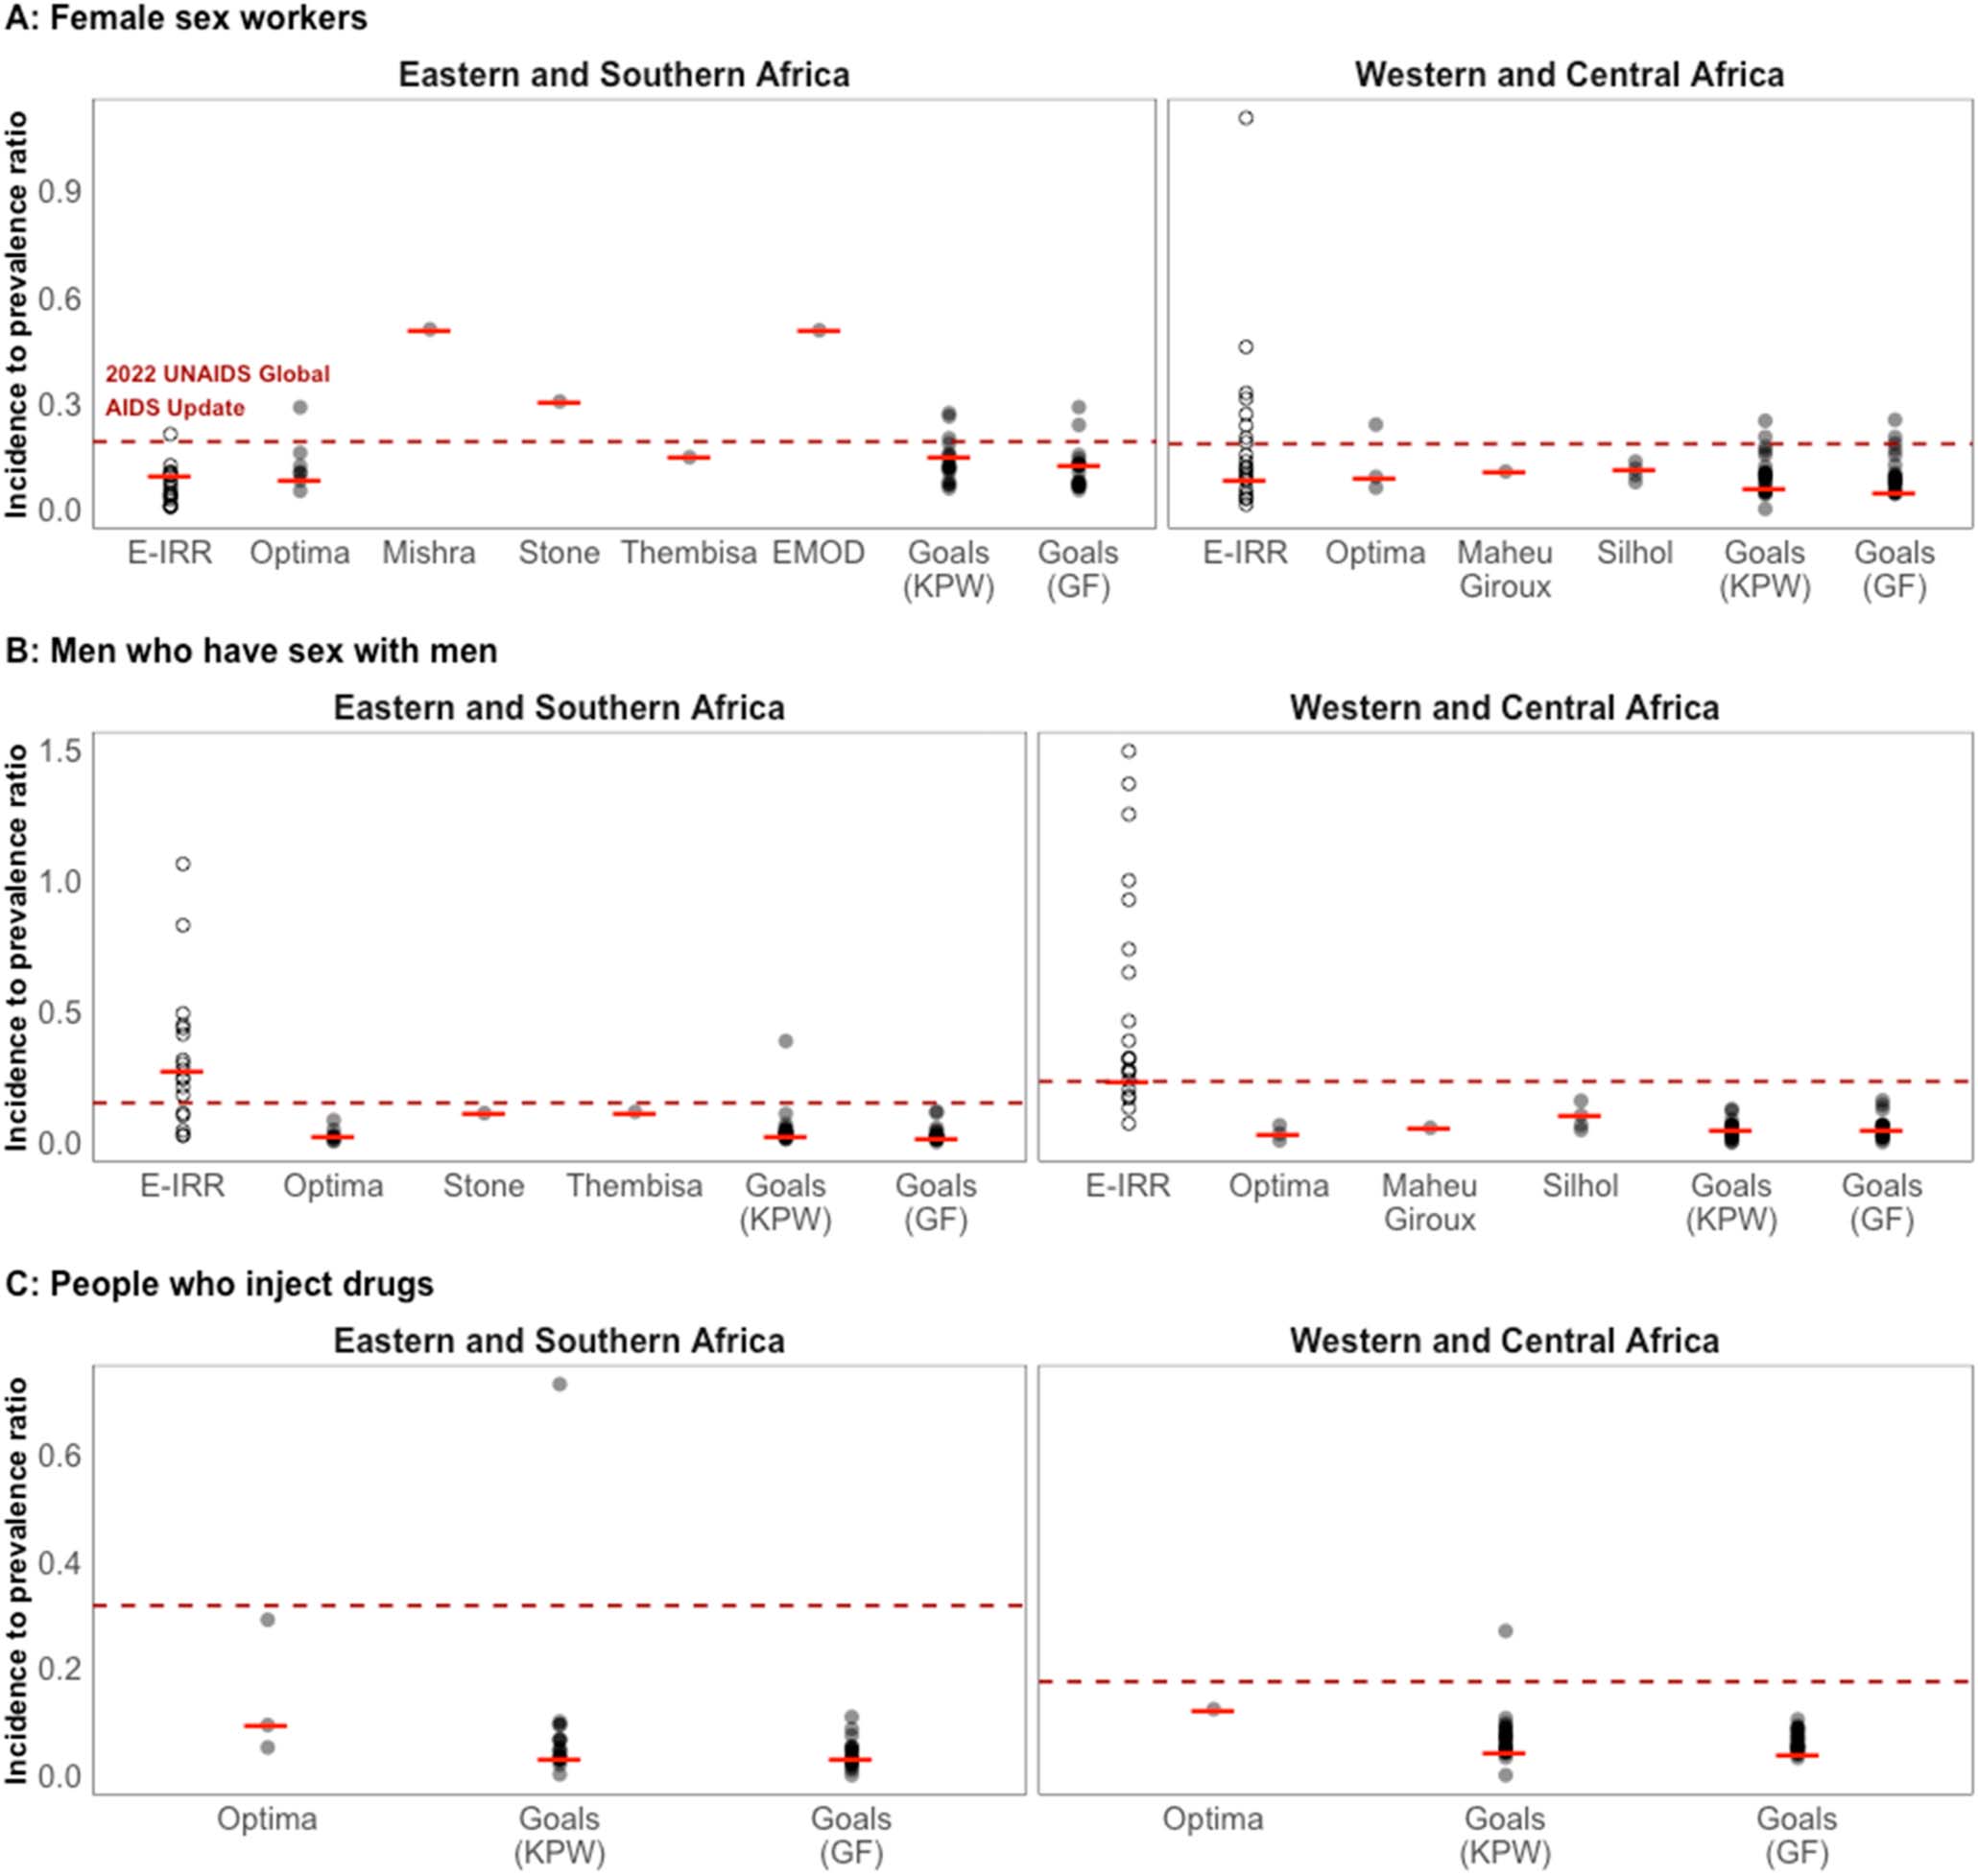 A: Female sex workers
Eastern and Southern Africa
Western and Central Africa
Incidence to prevalence ratio
0.9
0.6
0.3
0.0
2022 UNAIDS Global
AIDS Update
E-IRR Optima Mishra Stone Thembisa EMOD Goals Goals
(KPW) (GF)
E-IRR Optima Maheu Silhol Goals Goals
Giroux (KPW) (GF)
B: Men who have sex with men
Eastern and Southern Africa
Western and Central Africa
Incidence to prevalence ratio
1.5
1.0
0.5
0.0
E-IRR Optima Stone Thembisa Goals Goals
(KPW) (GF)
E-IRR Optima Maheu Silhol Goals Goals
Giroux (KPW) (GF)
C: People who inject drugs
Eastern and Southern Africa
Western and Central Africa
Incidence to prevalence ratio
0.6
0.4
0.2
0.0
Optima Goals Goals
(KPW) (GF)
Optima Goals Goals
(KPW) (GF)